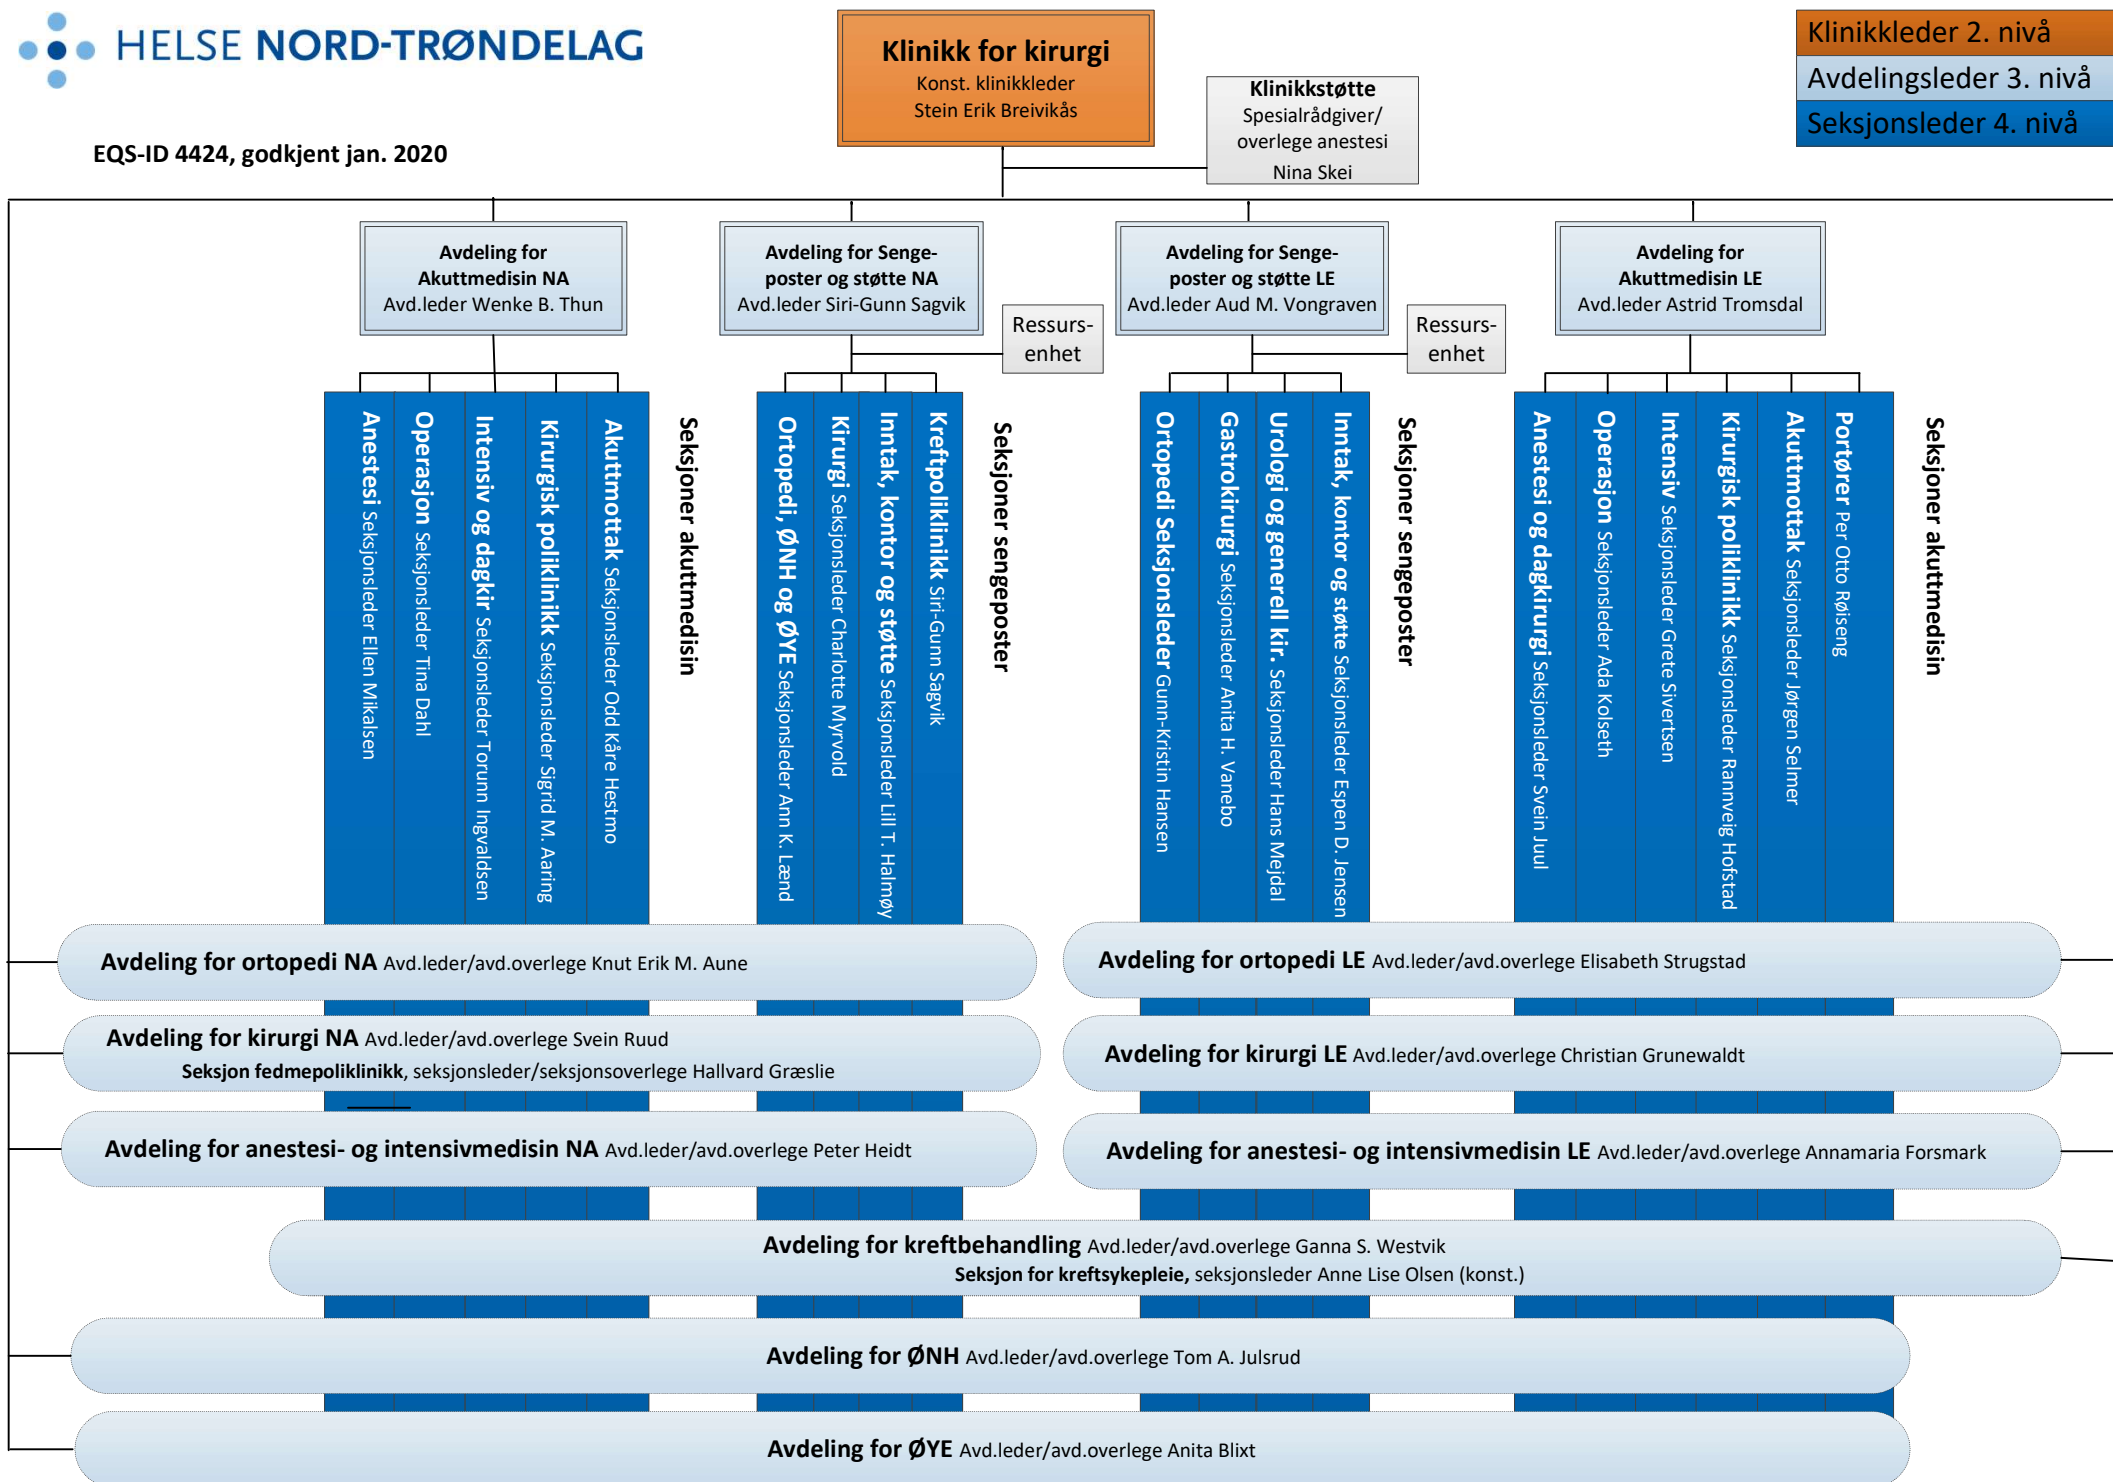 HELSE NORD-TRØNDELAG
EQS-ID 4424, godkjent jan. 2020
Klinikk for kirurgi
Konst. klinikkleder
Stein Erik Breivikås
Klinikkstøtte
Spesialrådgiver/
overlege anestesi
Nina Skei
Klinikkleder 2. nivå
Avdelingsleder 3. nivå
Seksjonsleder 4. nivå
Avdeling for
Akuttmedisin NA
Avd.leder Wenke B. Thun
Avdeling for Senge-
poster og støtte NA
Avd.leder Siri-Gunn Sagvik
Ressurs-
enhet
Avdeling for Senge-
poster og støtte LE
Avd.leder Aud M. Vongraven
Ressurs-
enhet
Avdeling for
Akuttmedisin LE
Avd.leder Astrid Tromsdal
Anestesi Seksjonsleder Ellen Mikalsen
Operasjon Seksjonsleder Tina Dahl
Intensiv og dagkir Seksjonsleder Torunn Ingvaldsen
Kirurgisk poliklinikk Seksjonsleder Sigrid M. Aaring
Akuttmottak Seksjonsleder Odd Kåre Hestmo
Seksjoner akuttmedisin
Ortopedi, ØNH og ØYE Seksjonsleder Ann K. Lænd
Kirurgi Seksjonsleder Charlotte Myrvold
Inntak, kontor og støtte Seksjonsleder Lill T. Halmøy
Kreftpoliklinikk Siri-Gunn Sagvik
Seksjoner sengeposter
Ortopedi Seksjonsleder Gunn-Kristin Hansen
Gastrokirurgi Seksjonsleder Anita H. Vanebo
Urologi og generell kir. Seksjonsleder Hans Mejdal
Inntak, kontor og støtte Seksjonsleder Espen D. Jensen
Seksjoner sengeposter
Anestesi og dagkirurgi Seksjonsleder Svein Juul
Operasjon Seksjonsleder Ada Kolseth
Intensiv Seksjonsleder Grete Sivertsen
Kirurgisk poliklinikk Seksjonsleder Rannveig Hofstad
Akuttmottak Seksjonsleder Jørgen Selmer
Portører Per Otto Røiseng
Seksjoner akuttmedisin
Avdeling for ortopedi NA Avd.leder/avd.overlege Knut Erik M. Aune
Avdeling for ortopedi LE Avd.leder/avd.overlege Elisabeth Strugstad
Avdeling for kirurgi NA Avd.leder/avd.overlege Svein Ruud
Seksjon fedmepoliklinikk, seksjonsleder/seksjonsoverlege Hallvard Græslie
Avdeling for kirurgi LE Avd.leder/avd.overlege Christian Grunewaldt
Avdeling for anestesi- og intensivmedisin NA Avd.leder/avd.overlege Peter Heidt
Avdeling for anestesi- og intensivmedisin LE Avd.leder/avd.overlege Annamaria Forsmark
Avdeling for kreftbehandling Avd.leder/avd.overlege Ganna S. Westvik
Seksjon for kreftsykepleie, seksjonsleder Anne Lise Olsen (konst.)
Avdeling for ØNH Avd.leder/avd.overlege Tom A. Julsrud
Avdeling for ØYE Avd.leder/avd.overlege Anita Blixt